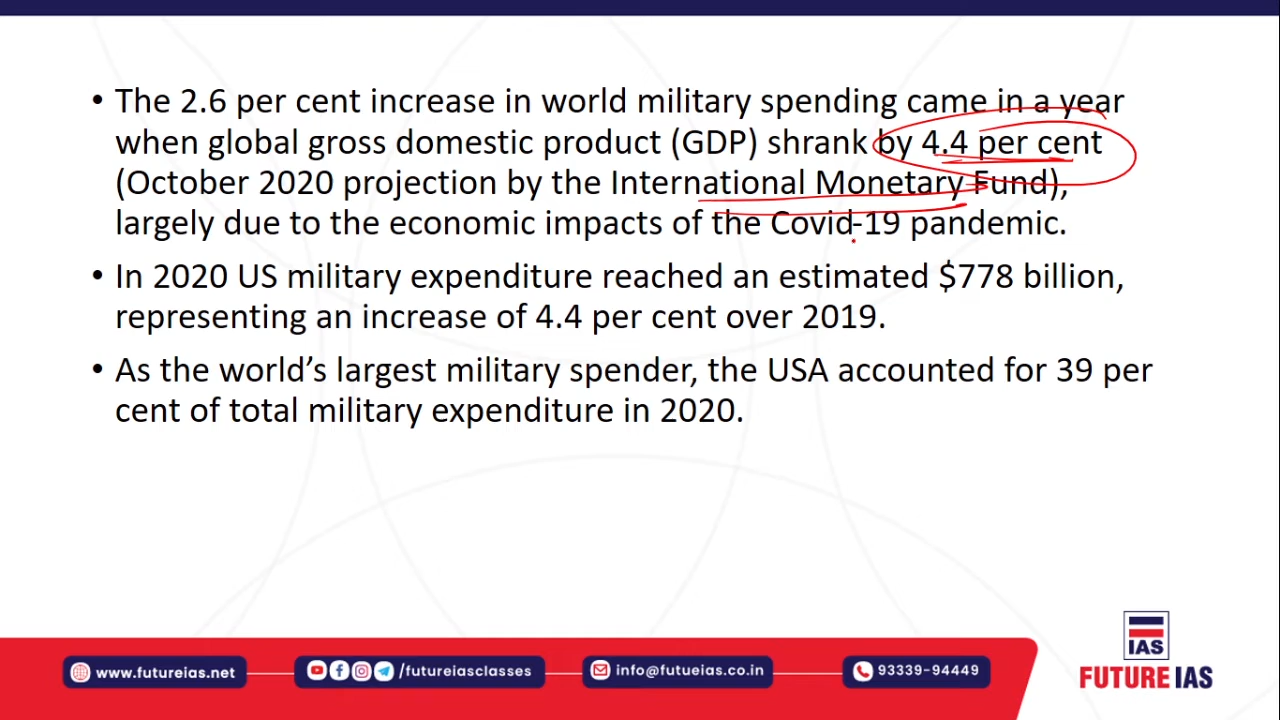 • The 2.6 per cent increase in world military spending came in a year
when global gross domestic product (GDP) shrank by 4.4 per cent
(October 2020 projection by the International Monetary Fund),
largely due to the economic impacts of the Covid-19 pandemic.
• In 2020 US military expenditure reached an estimated $778 billion,
representing an increase of 4.4 per cent over 2019.
• As the world’s largest military spender, the USA accounted for 39 per
cent of total military expenditure in 2020.
IAS
FUTURE IAS
www.futureias.net
/futureiasclasses
info@futueias.co.in
93339-94449